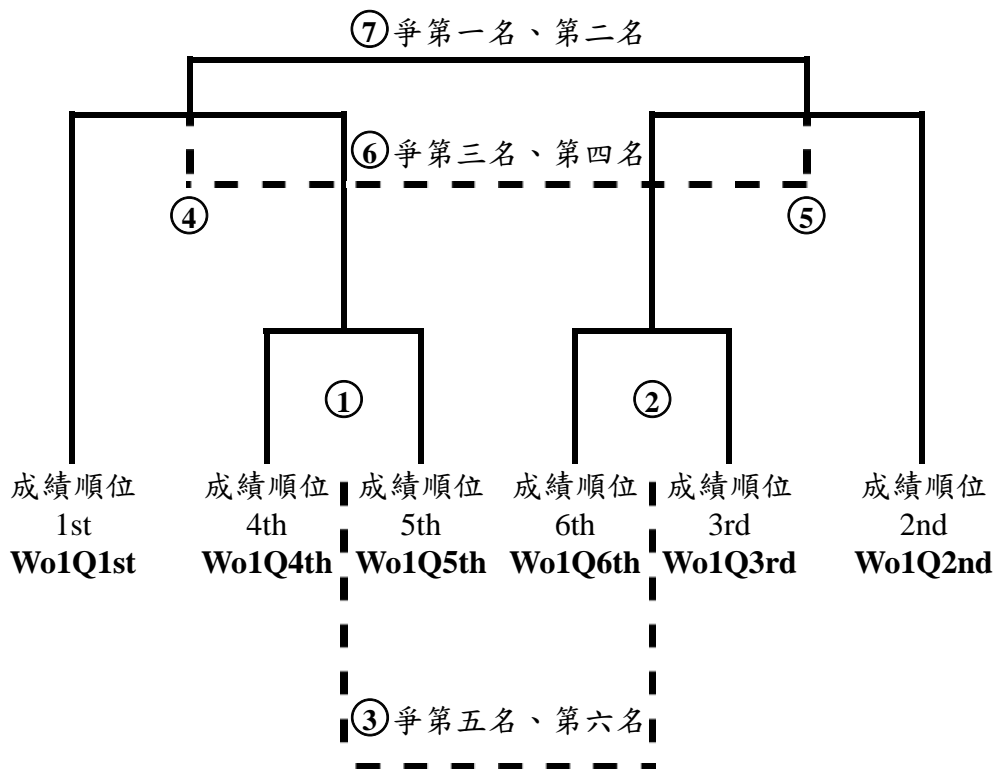 ⑦爭第一名、第二名
⑥爭第三名、第四名
④ ⑤
① ②
成績順位 成績順位 成績順位 成績順位 成績順位 成績順位
1st 4th 5th 6th 3rd 2nd
Wo1Q1st Wo1Q4th Wo1Q5th Wo1Q6th Wo1Q3rd Wo1Q2nd
③爭第五名、第六名